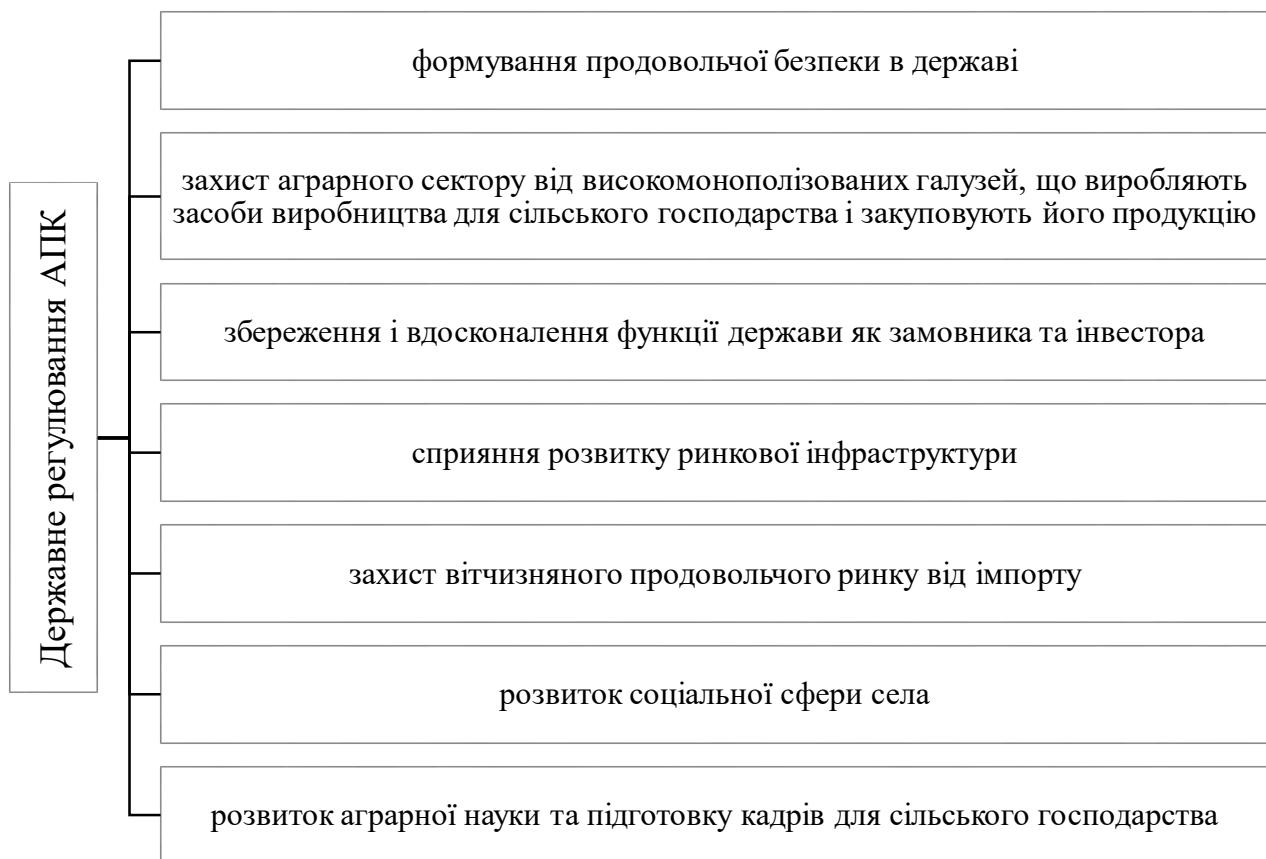 Державне регулювання АПК
формування продовольчої безпеки в державі
захист аграрного сектору від високомонополізованих галузей, що виробляють
засоби виробництва для сільського господарства і закуповують його продукцію
збереження і вдосконалення функції держави як замовника та інвестора
сприяння розвитку ринкової інфраструктури
захист вітчизняного продовольчого ринку від імпорту
розвиток соціальної сфери села
розвиток аграрної науки та підготовку кадрів для сільського господарства